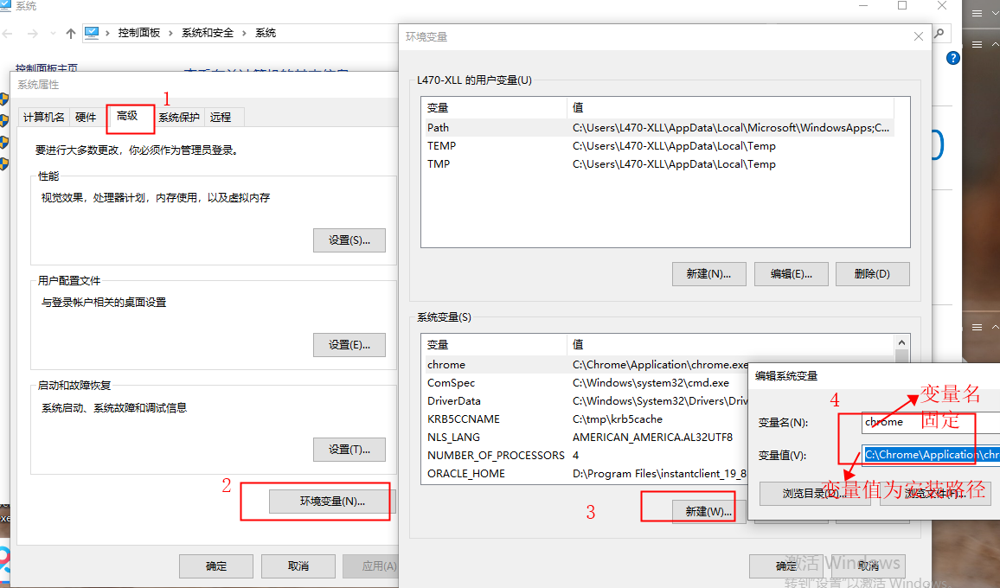 系统
控制面板 › 系统和安全 › 系统
控制面板主页
系统属性
1
计算机名 硬件 高级 系统保护 远程
要进行大多数更改，你必须作为管理员登录。
性能
视觉效果，处理器计划，内存使用，以及虚拟内存
设置(S)...
用户配置文件
与登录帐户相关的桌面设置
设置(E)...
启动和故障恢复
系统启动、系统故障和调试信息
设置(T)...
2
环境变量(N)...
确定 取消 应用(A)
环境变量
L470-XLL 的用户变量(U)
变量 值
Path C:\Users\L470-XLL\AppData\Local\Microsoft\WindowsApps;C...
TEMP C:\Users\L470-XLL\AppData\Local\Temp
TMP C:\Users\L470-XLL\AppData\Local\Temp
新建(N)... 编辑(E)... 删除(D)
系统变量(S)
变量 值
chrome C:\Chrome\Application\chrome.exe
ComSpec C:\Windows\system32\cmd.exe
DriverData C:\Windows\System32\Drivers\Driv
KRB5CCNAME C:\tmp\krb5cache
NLS_LANG AMERICAN_AMERICA.AL32UTF8
NUMBER_OF_PROCESSORS 4
ORACLE_HOME D:\Program Files\instantclient_19_8
3
新建(W)...
确定 取消
编辑系统变量
4
变量名
固定
变量名(N): chrome
变量值(V): C:\Chrome\Application\chr
变量值为安装路径
浏览目录(D)... 浏览文件(F)...
激活 Windows
转到"设置"以激活 Windows。